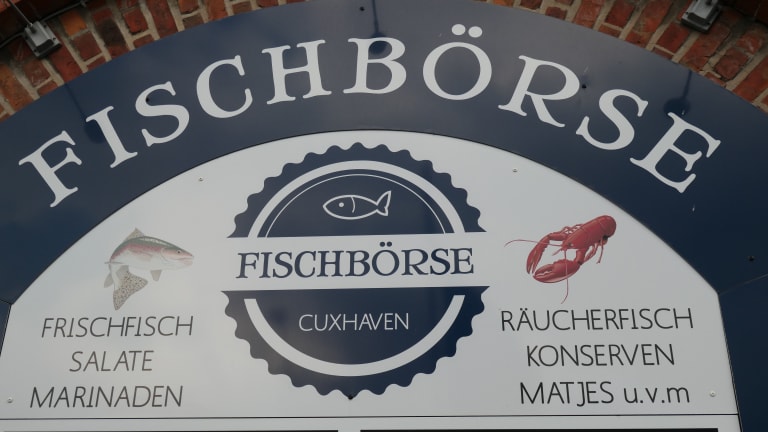 FISCHBÖRSE
FISCHBÖRSE
CUXHAVEN
FRISCHFISCH
SALATE
MARINADEN
RÄUCHERFISCH
KONSERVEN
MATJES u.v.m